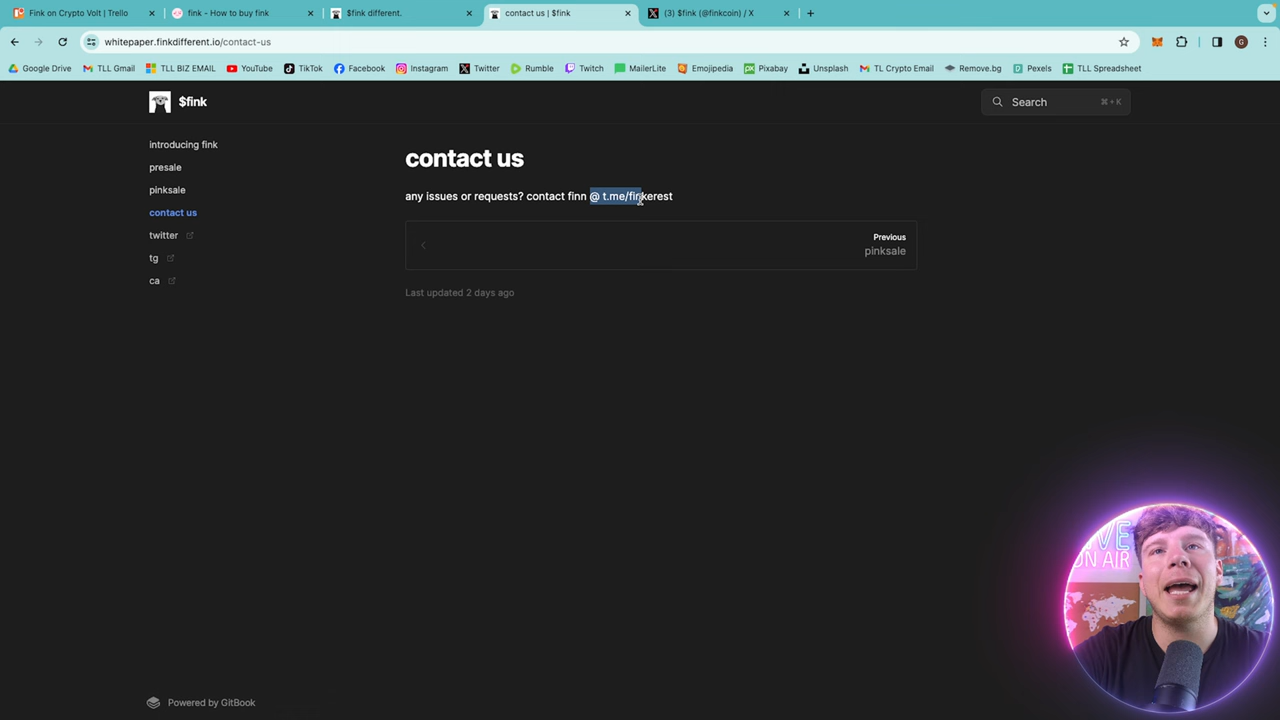 Fink on Crypto Volt | Trello
fink - How to buy fink
$fink different.
contact us | $fink
(3) $fink (@finkcoin) / X
whitepaper.finkdifferent.io/contact-us
G
Google Drive
TLL Gmail
TLL BIZ EMAIL
YouTube
TikTok
Facebook
Instagram
Twitter
Rumble
Twitch
MailerLite
Emojipedia
Pixabay
Unsplash
TL Crypto Email
Remove.bg
Pexels
TLL Spreadsheet
$fink
Search
⌘+K
introducing fink
presale
pinksale
contact us
twitter
tg
ca
contact us
any issues or requests? contact finn @ t.me/finkerest
Previous
pinksale
Last updated 2 days ago
ON AIR
Powered by GitBook